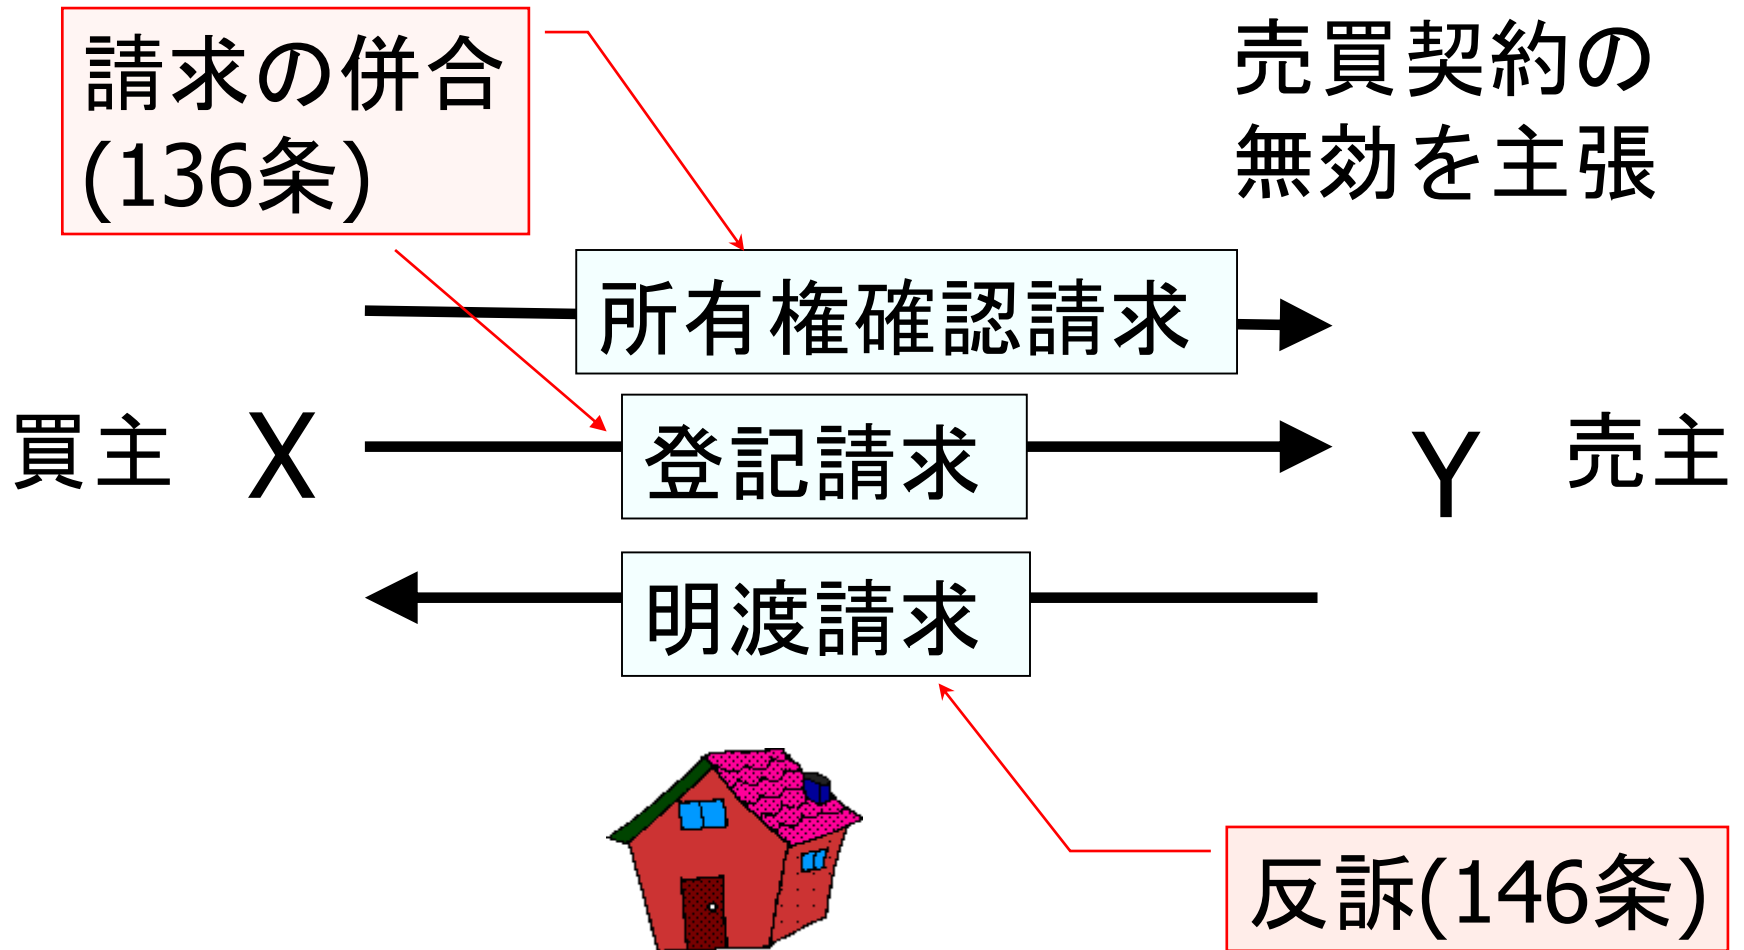 請求の併合
(136条)
売買契約の
無効を主張
所有権確認請求
買主 X
登記請求
Y 売主
明渡請求
反訴(146条)